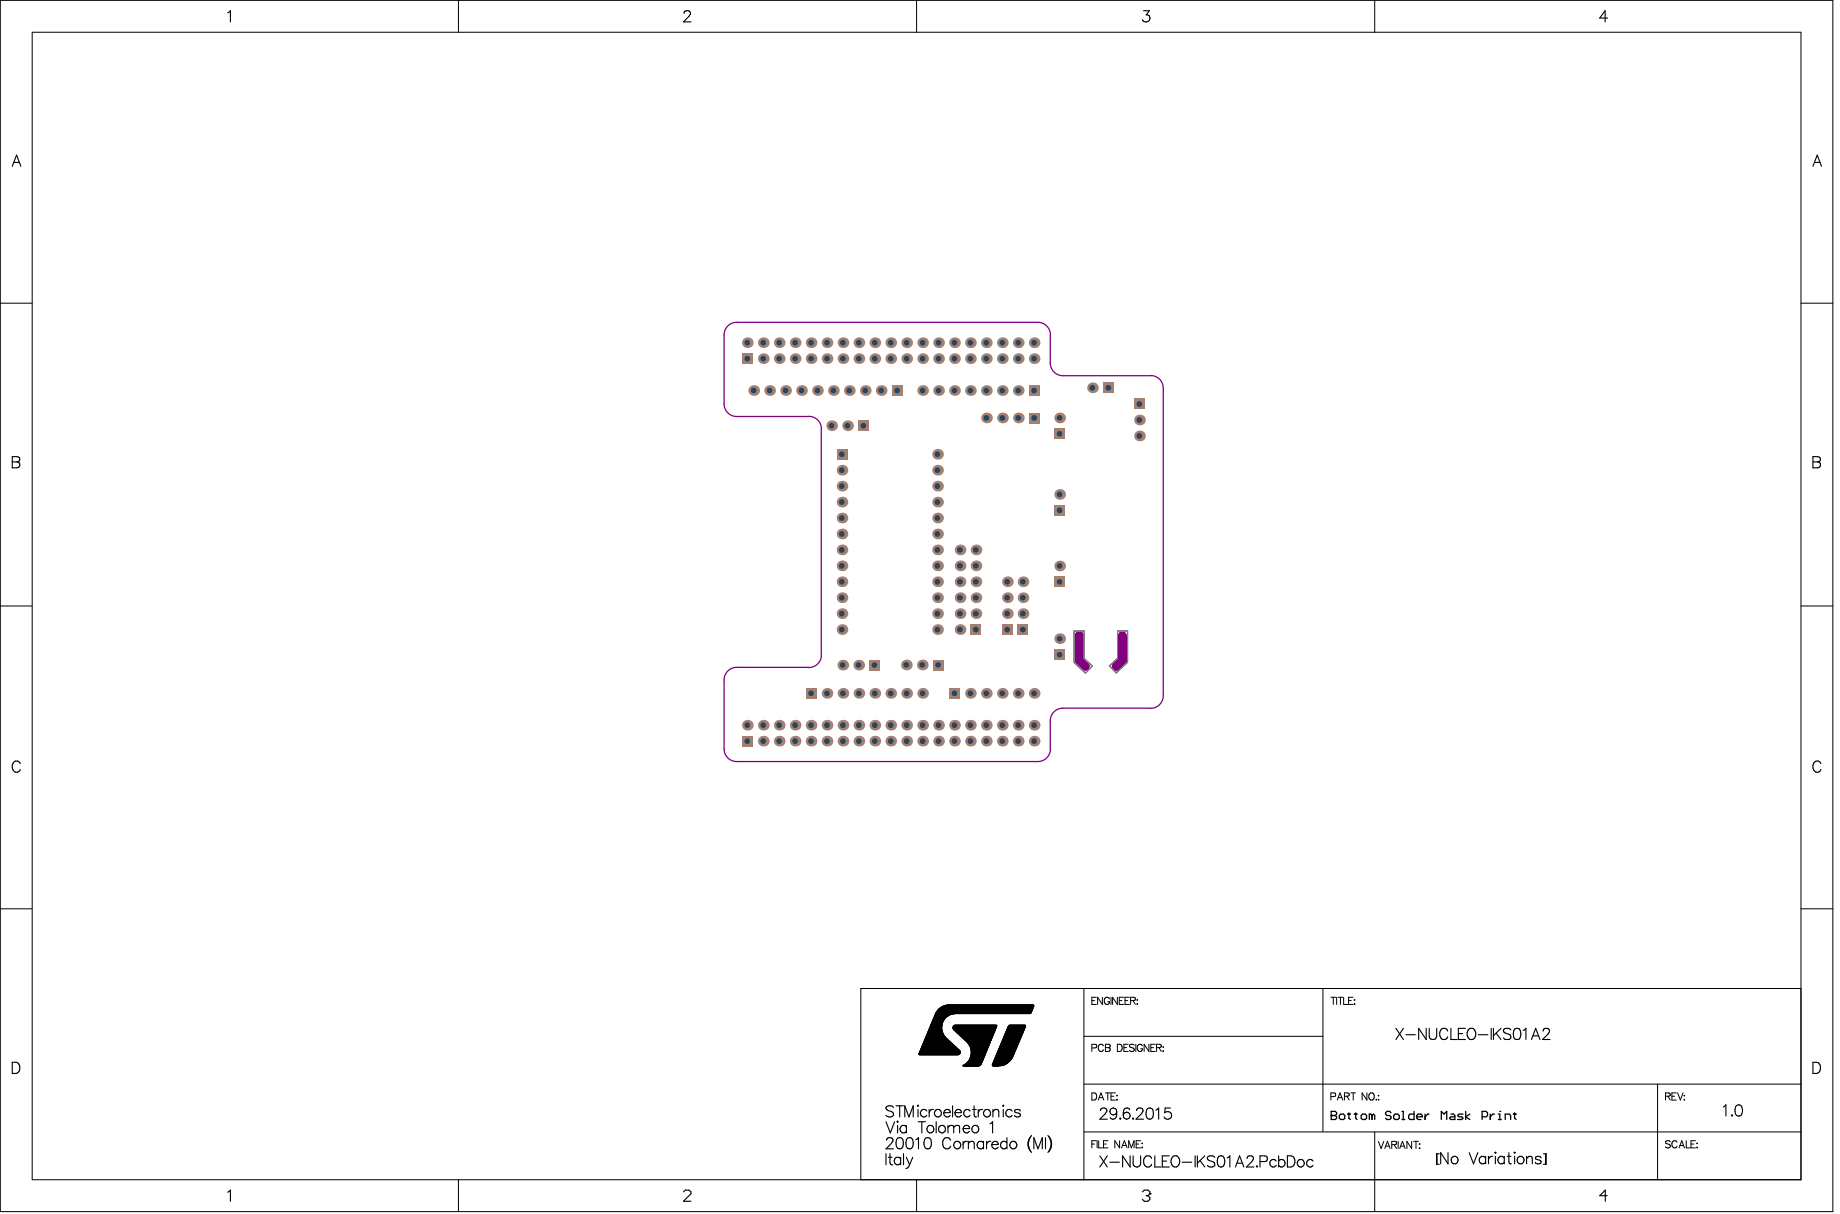 1 2 3 4
A A
B B
C C
D D
ST
STMicroelectronics
Via Tolomeo 1
20010 Cornaredo (MI)
Italy
ENGINEER:
PCB DESIGNER:
DATE:
29.6.2015
FILE NAME:
X-NUCLEO-IKS01A2.PcbDoc
TITLE:
X-NUCLEO-IKS01A2
PART NO.:
Bottom Solder Mask Print
REV:
1.0
VARIANT:
[No Variations]
SCALE:
1 2 3 4